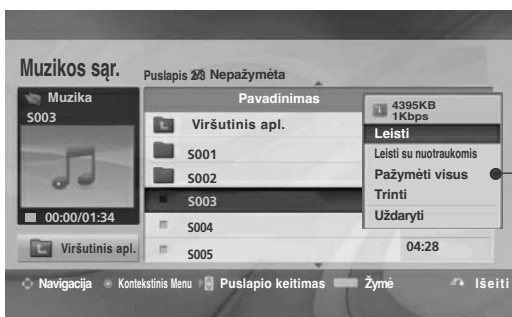 Muzikos sąr.
Puslapis 2/3 Nepažymėta
Muzika
S003
00:00/01:34
Viršutinis apl.
Pavadinimas
Viršutinis apl.
S001
S002
S003
S004
S005
04:28
4395KB
1Kbps
Leisti
Leisti su nuotraukomis
Pažymėti visus
Trinti
Uždaryti
Navigacija Kontekstinis Menu Puslapio keitimas Žymė Išeiti